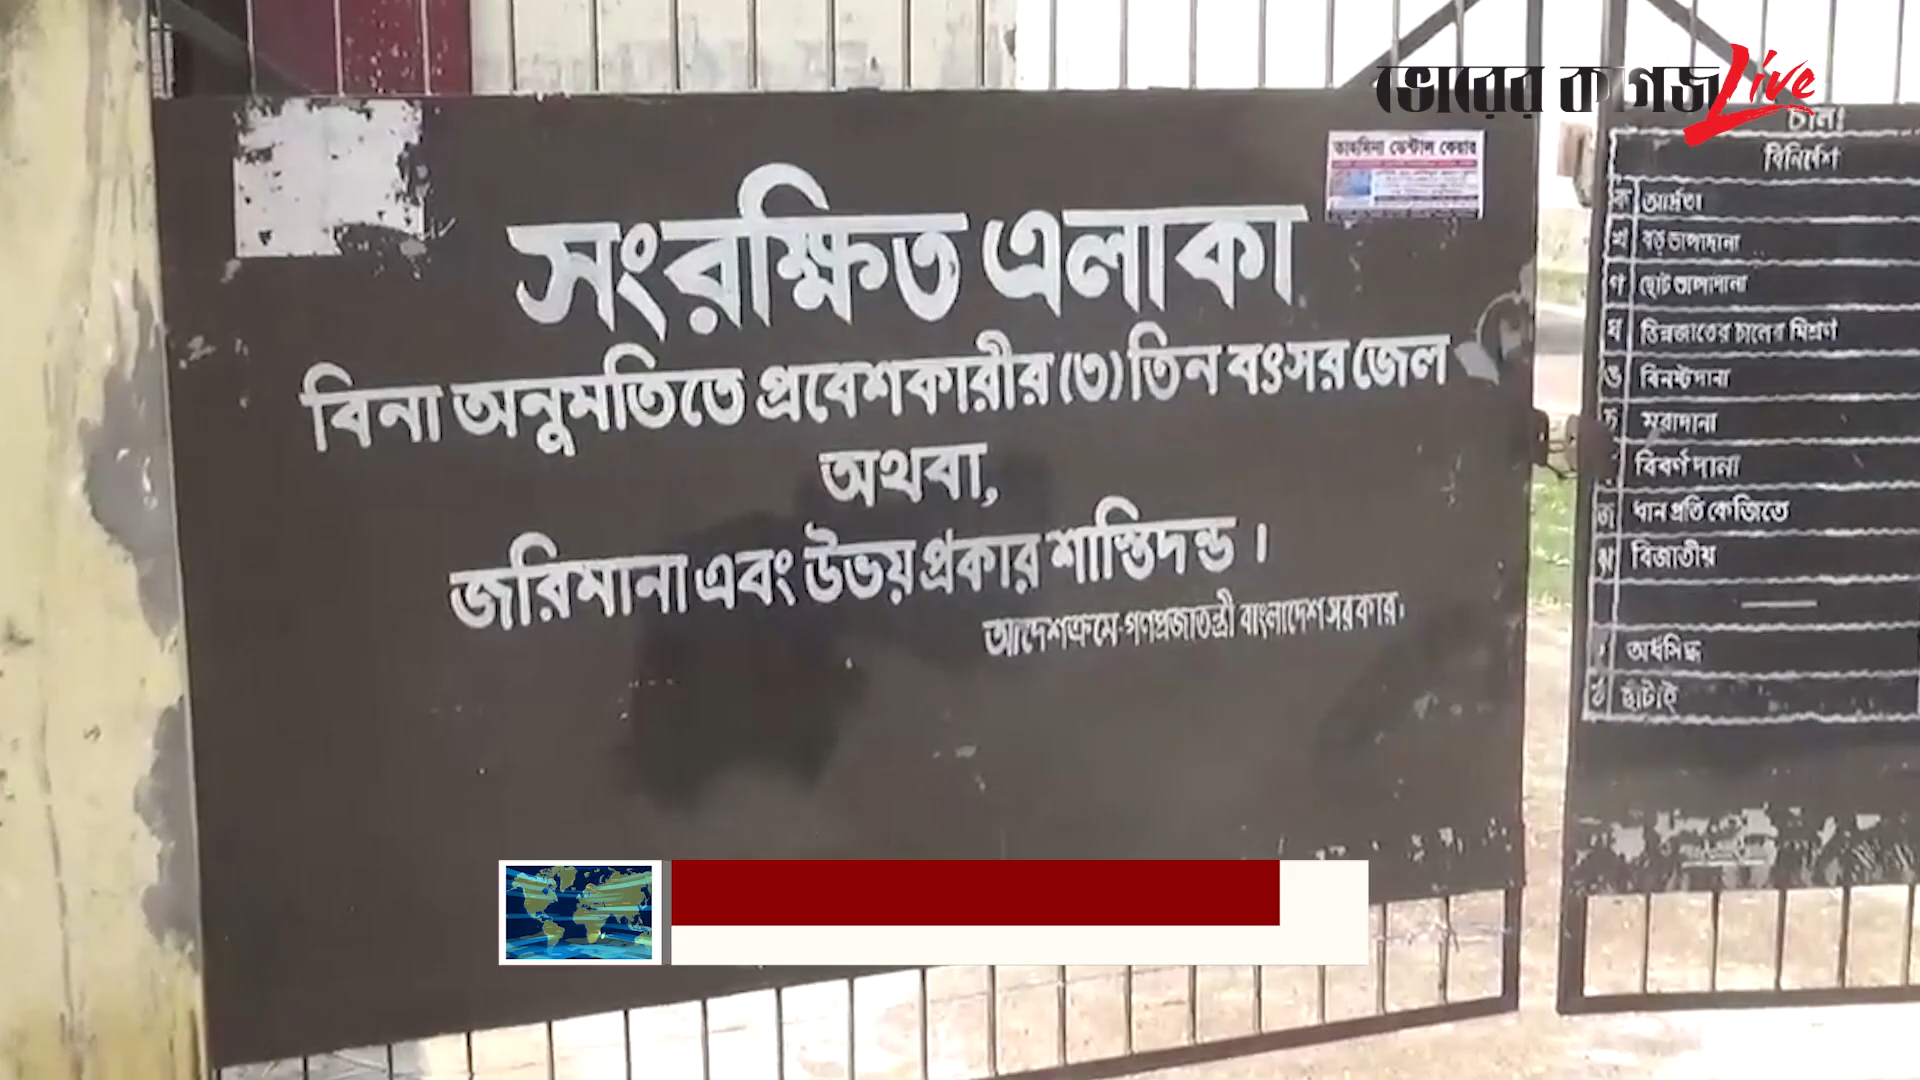 ভোরের কাগজ Live
তাহমিনা ডেন্টাল কেয়ার
সংরক্ষিত এলাকা
বিনা অনুমতিতে প্রবেশকারীর (৩) তিন বৎসর জেল
অথবা,
জরিমানা এবং উভয় প্রকার শাস্তিদন্ড ।
আদেশক্রমে-গণপ্রজাতন্ত্রী বাংলাদেশ সরকার।
চাল
বিনির্দেশ
ক আর্দ্রতা
খ বড় ভাঙ্গাদানা
গ ছোট ভাঙ্গাদানা
ঘ ভিন্নজাতের চালের মিশ্রণ
ঙ বিনষ্টদানা
চ মরাদানা
বিবর্ণ দানা
জ ধান প্রতি কেজিতে
ঝ বিজাতীয়
অর্ধসিদ্ধ
ঠ ছাঁটাই